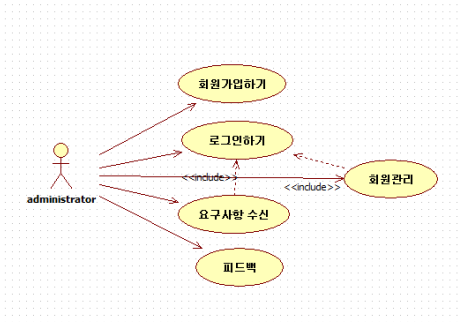 회원가입하기
로그인하기
<<include>>
회원관리
<<include>>
administrator
요구사항 수신
피드백